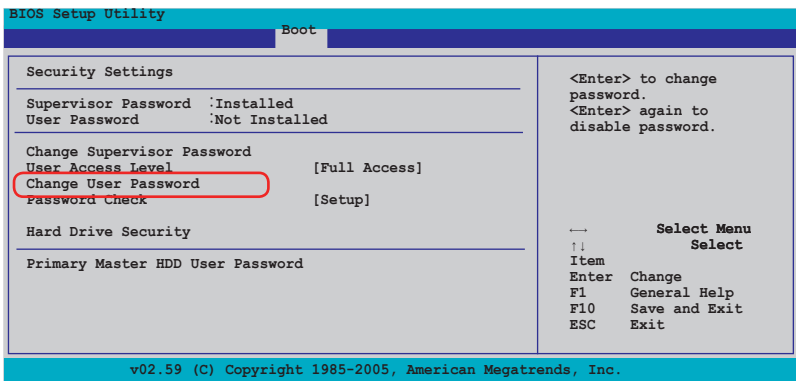 BIOS Setup Utility
Boot
Security Settings
Supervisor Password :Installed
User Password :Not Installed
Change Supervisor Password
User Access Level [Full Access]
Change User Password
Password Check [Setup]
Hard Drive Security
Primary Master HDD User Password
<Enter> to change
password.
<Enter> again to
disable password.
←→ Select Menu
↑↓ Select
Item
Enter Change
F1 General Help
F10 Save and Exit
ESC Exit
v02.59 (C) Copyright 1985-2005, American Megatrends, Inc.